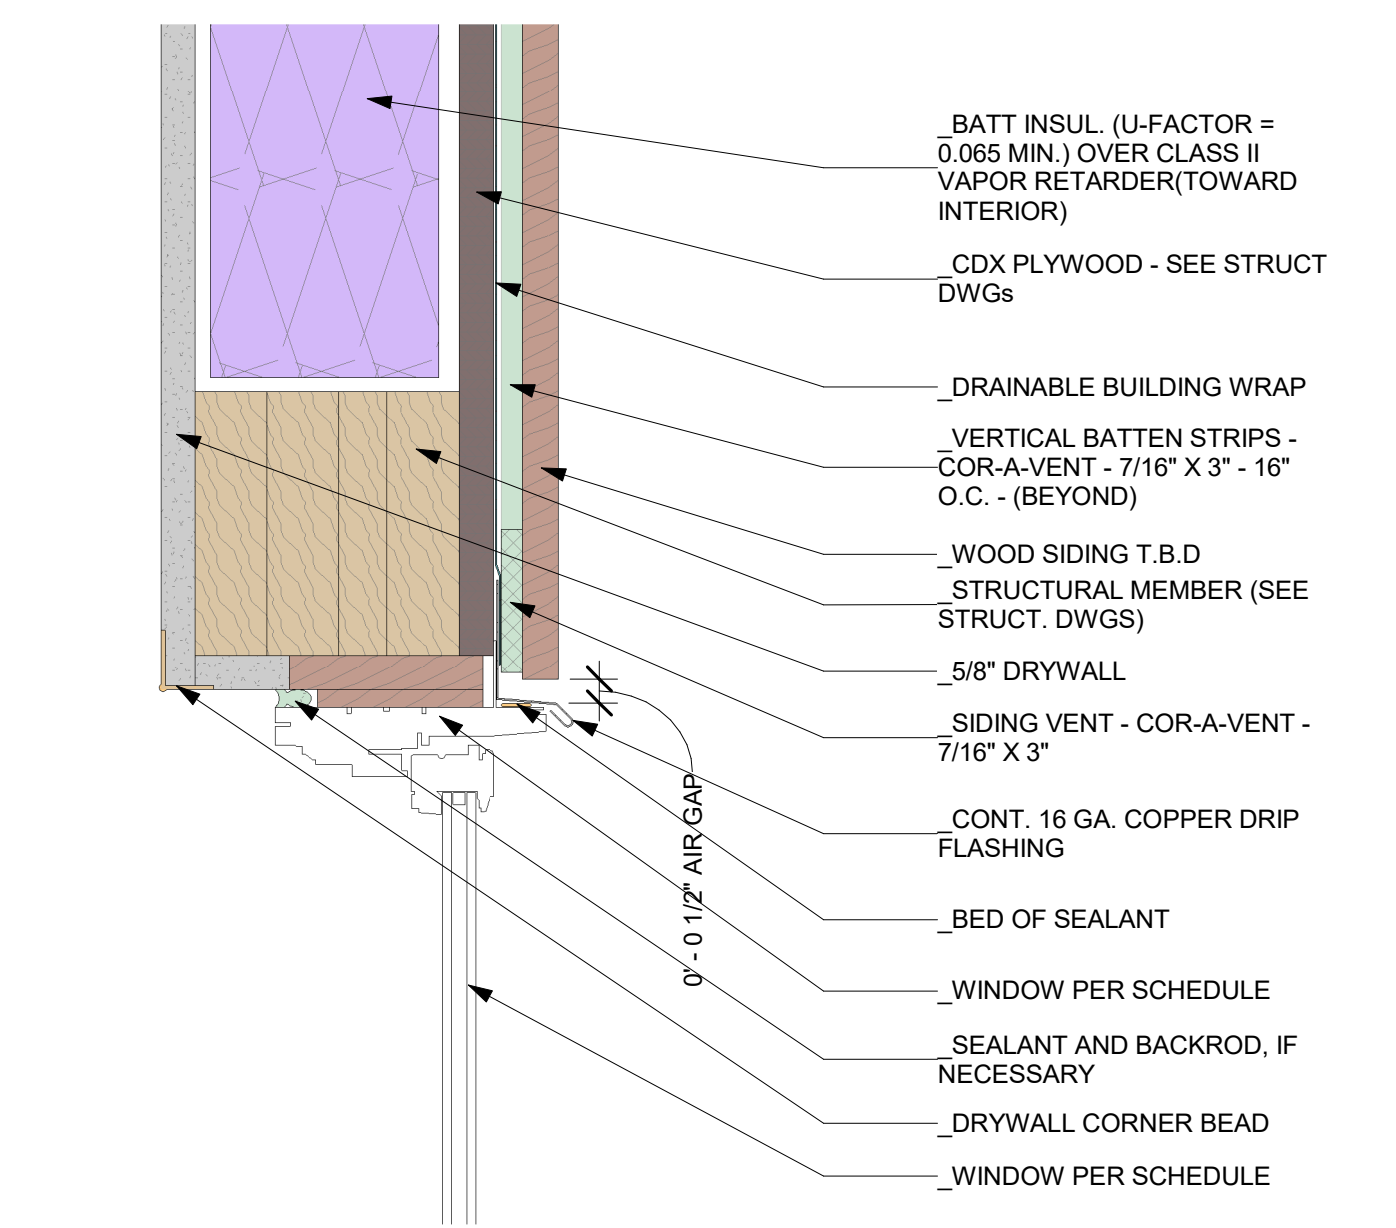 _BATT INSUL. (U-FACTOR =
0.065 MIN.) OVER CLASS II
VAPOR RETARDER(TOWARD
INTERIOR)
_CDX PLYWOOD - SEE STRUCT
DWGs
_DRAINABLE BUILDING WRAP
_VERTICAL BATTEN STRIPS -
COR-A-VENT - 7/16" X 3" - 16"
O.C. - (BEYOND)
_WOOD SIDING T.B.D
_STRUCTURAL MEMBER (SEE
STRUCT. DWGS)
_5/8" DRYWALL
_SIDING VENT - COR-A-VENT -
7/16" X 3"
_CONT. 16 GA. COPPER DRIP
FLASHING
0' - 0 1/2" AIR GAP
_BED OF SEALANT
_WINDOW PER SCHEDULE
_SEALANT AND BACKROD, IF
NECESSARY
_DRYWALL CORNER BEAD
_WINDOW PER SCHEDULE